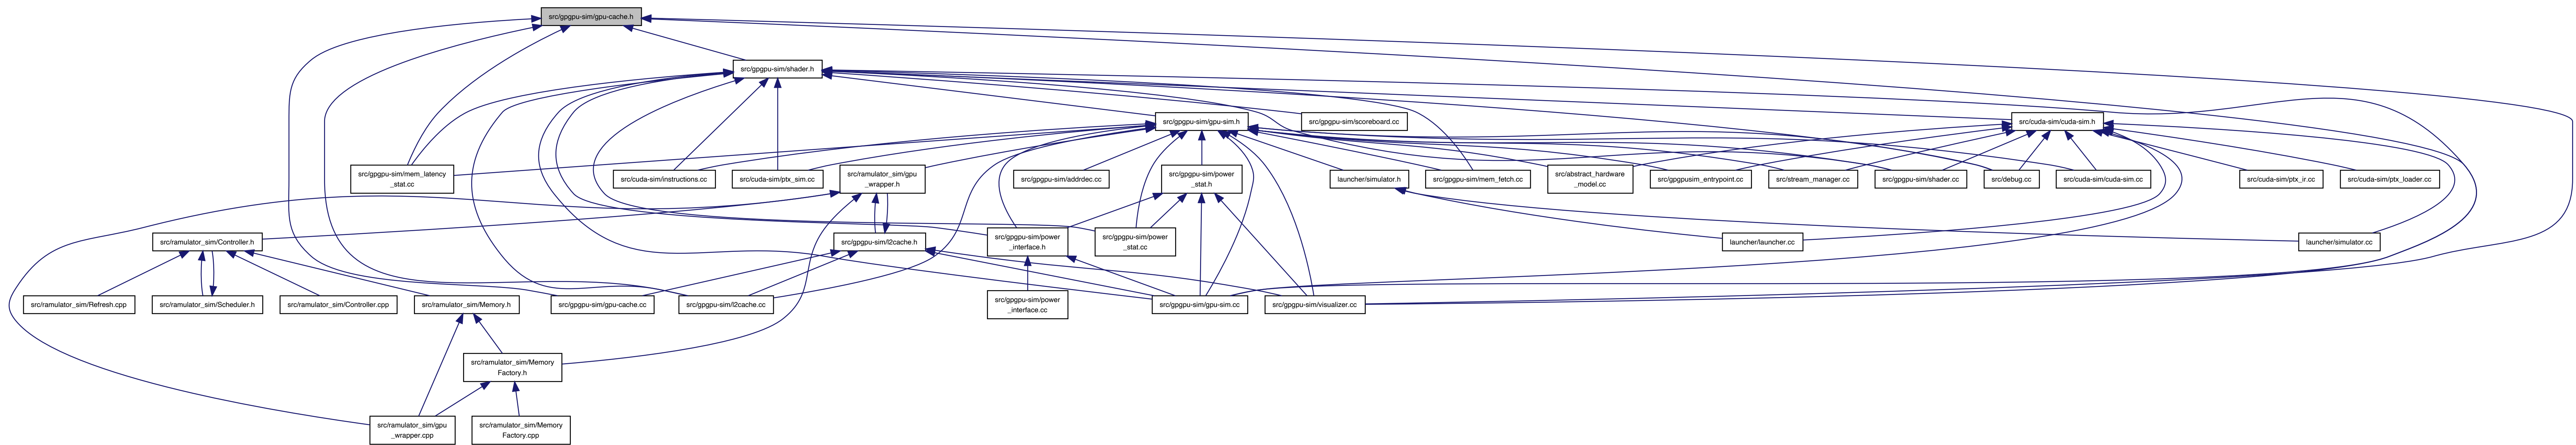 src/gpgpu-sim/gpu-cache.h
src/gpgpu-sim/shader.h
src/gpgpu-sim/gpu-sim.h
src/gpgpu-sim/scoreboard.cc
src/cuda-sim/cuda-sim.h
src/gpgpu-sim/mem_latency
_stat.cc
src/cuda-sim/instructions.cc
src/cuda-sim/ptx_sim.cc
src/ramulator_sim/gpu
_wrapper.h
src/gpgpu-sim/addrdec.cc
src/gpgpu-sim/power
_stat.h
launcher/simulator.h
src/gpgpu-sim/mem_fetch.cc
src/abstract_hardware
_model.cc
src/gpgpusim_entrypoint.cc
src/stream_manager.cc
src/gpgpu-sim/shader.cc
src/debug.cc
src/cuda-sim/cuda-sim.cc
src/cuda-sim/ptx_ir.cc
src/cuda-sim/ptx_loader.cc
src/ramulator_sim/Controller.h
src/gpgpu-sim/l2cache.h
src/gpgpu-sim/power
_interface.h
src/gpgpu-sim/power
_stat.cc
launcher/launcher.cc
launcher/simulator.cc
src/ramulator_sim/Refresh.cpp
src/ramulator_sim/Scheduler.h
src/ramulator_sim/Controller.cpp
src/ramulator_sim/Memory.h
src/gpgpu-sim/gpu-cache.cc
src/gpgpu-sim/l2cache.cc
src/gpgpu-sim/power
_interface.cc
src/gpgpu-sim/gpu-sim.cc
src/gpgpu-sim/visualizer.cc
src/ramulator_sim/Memory
Factory.h
src/ramulator_sim/gpu
_wrapper.cpp
src/ramulator_sim/Memory
Factory.cpp